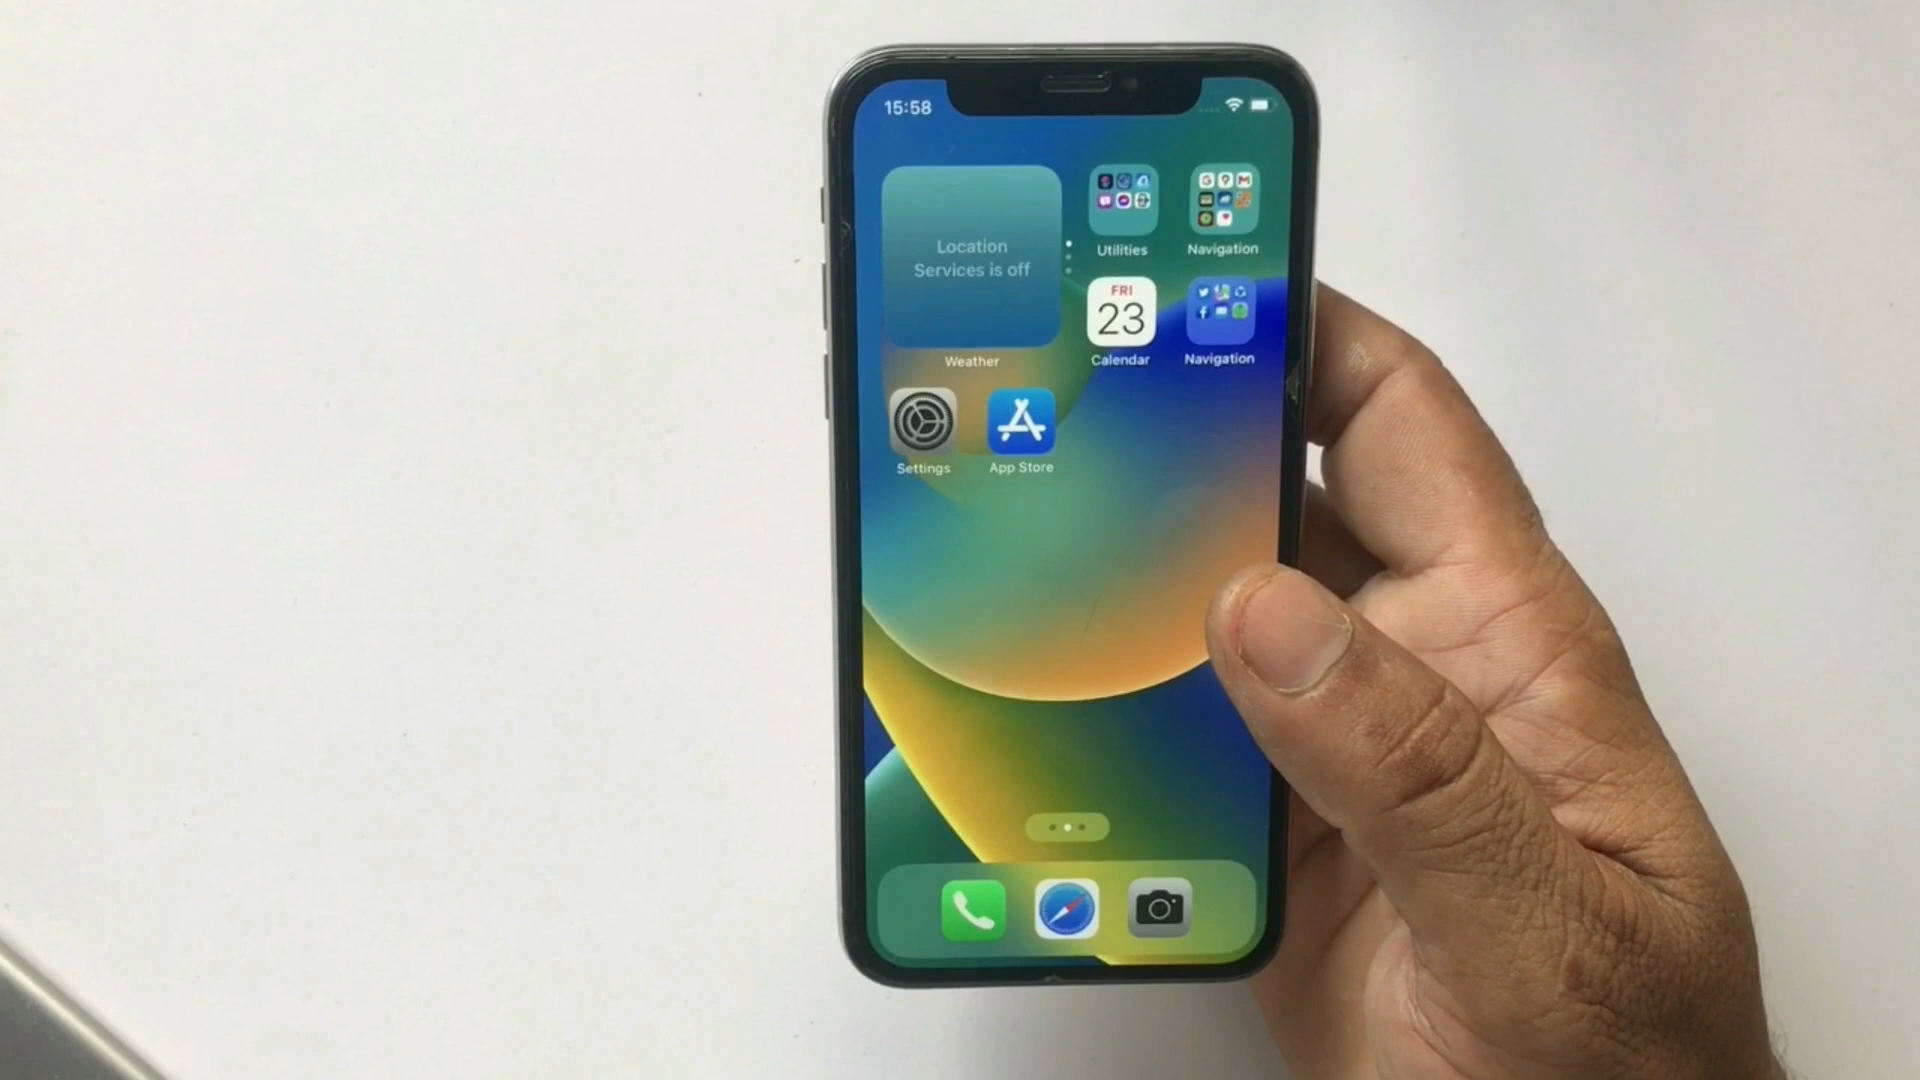 15:58
Location
Services is off
Weather
Utilities
Navigation
FRI
23
Calendar
Navigation
Settings
App Store